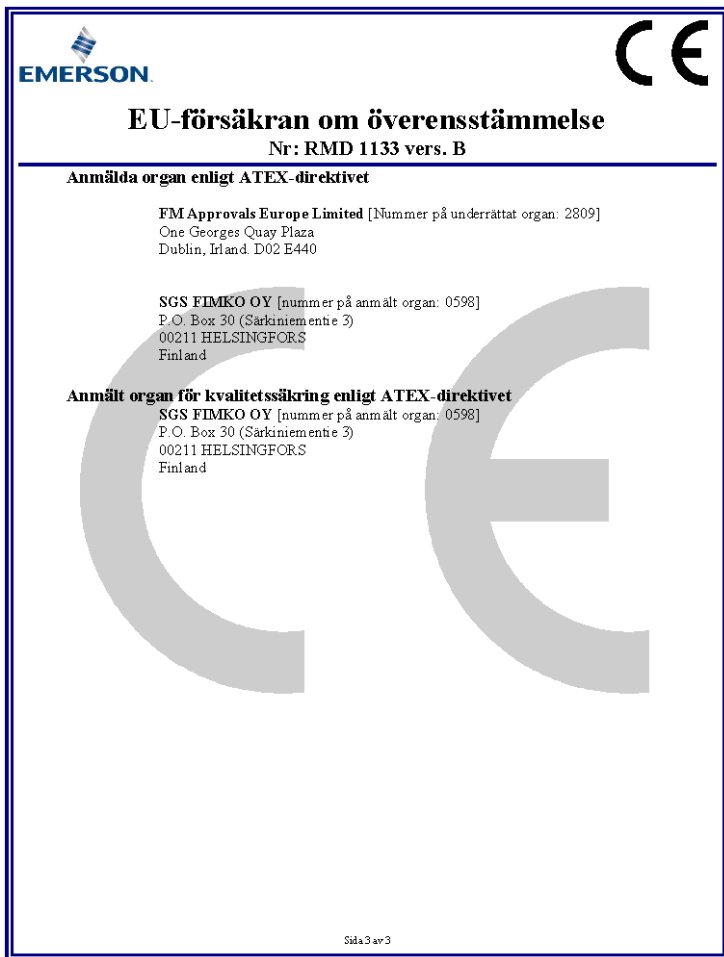 EMERSON
CE
EU-försäkran om överensstämmelse
Nr: RMD 1133 vers. B
Anmälda organ enligt ATEX-direktivet
FM Approvals Europe Limited [Nummer på underrättat organ: 2809]
One Georges Quay Plaza
Dublin, Irland. D02 E440
SGS FIMKO OY [nummer på anmält organ: 0598]
P.O. Box 30 (Särkiniementie 3)
00211 HELSINGFORS
Finland
Anmält organ för kvalitetssäkring enligt ATEX-direktivet
SGS FIMKO OY [nummer på anmält organ: 0598]
P.O. Box 30 (Särkiniementie 3)
00211 HELSINGFORS
Finland
CE
Sida 3 av 3